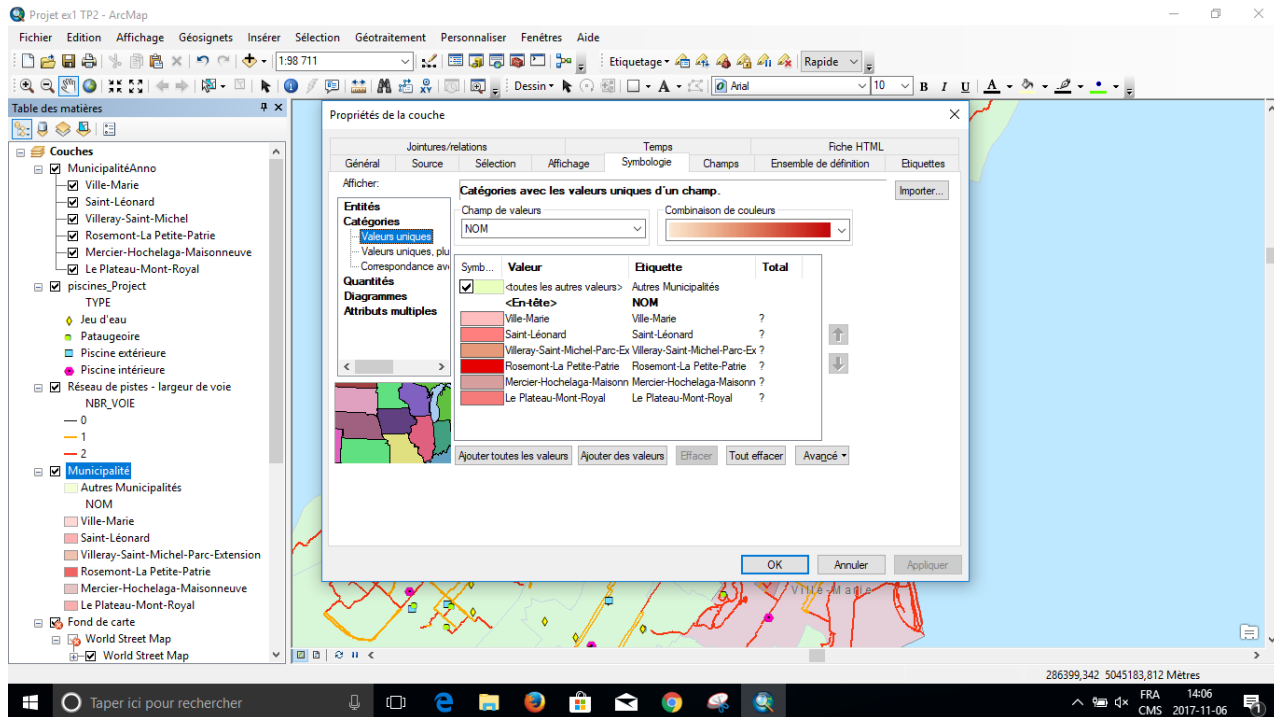 Projet ex1 TP2 - ArcMap
Fichier Edition Affichage Géosignets Insérer Sélection Géotraitement Personnaliser Fenêtres Aide
1:98 711 Etiquetage Rapide
Dessin A Arial 10 B I U A
Table des matières
Couches
MunicipalitéAnno
Ville-Marie
Saint-Léonard
Villeray-Saint-Michel
Rosemont-La Petite-Patrie
Mercier-Hochelaga-Maisonneuve
Le Plateau-Mont-Royal
piscines_Project
TYPE
Jeu d'eau
Pataugeoire
Piscine extérieure
Piscine intérieure
Réseau de pistes - largeur de voie
NBR_VOIE
0
1
2
Municipalité
Autres Municipalités
NOM
Ville-Marie
Saint-Léonard
Villeray-Saint-Michel-Parc-Extension
Rosemont-La Petite-Patrie
Mercier-Hochelaga-Maisonneuve
Le Plateau-Mont-Royal
Fond de carte
World Street Map
World Street Map
Propriétés de la couche
Jointures/relations Temps Fiche HTML
Général Source Sélection Affichage Symbologie Champs Ensemble de définition Etiquettes
Afficher:
Entités
Catégories
Valeurs uniques
Valeurs uniques, plu
Correspondance ave
Quantités
Diagrammes
Attributs multiples
Catégories avec les valeurs uniques d'un champ.
Importer...
Champ de valeurs Combinaison de couleurs
NOM
Symb... Valeur Etiquette Total
<toutes les autres valeurs> Autres Municipalités
<En-tête> NOM
Ville-Marie Ville-Marie ?
Saint-Léonard Saint-Léonard ?
Villeray-Saint-Michel-Parc-Ex Villeray-Saint-Michel-Parc-Ex ?
Rosemont-La Petite-Patrie Rosemont-La Petite-Patrie ?
Mercier-Hochelaga-Maisonn Mercier-Hochelaga-Maisonn ?
Le Plateau-Mont-Royal Le Plateau-Mont-Royal ?
Ajouter toutes les valeurs Ajouter des valeurs Effacer Tout effacer Avancé
OK Annuler Appliquer
Ville-Marie
286399,342 5045183,812 Mètres
Taper ici pour rechercher
FRA 14:06
CMS 2017-11-06
1